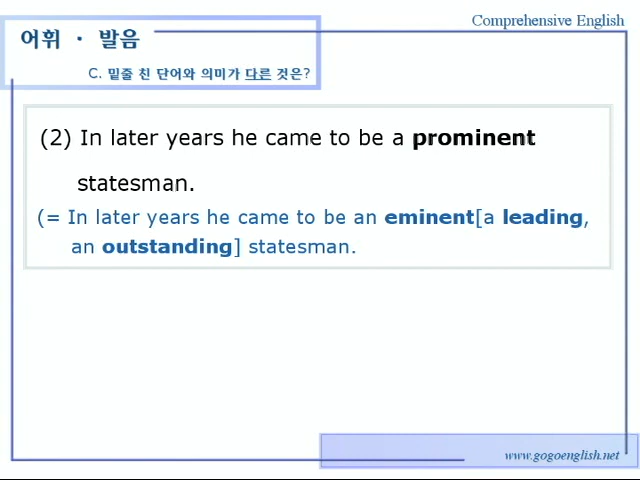 Comprehensive English
어휘 · 발음
C. 밑줄 친 단어와 의미가 다른 것은?
(2) In later years he came to be a prominent
statesman.
(= In later years he came to be an eminent[a leading,
an outstanding] statesman.
www.gogoenglish.net